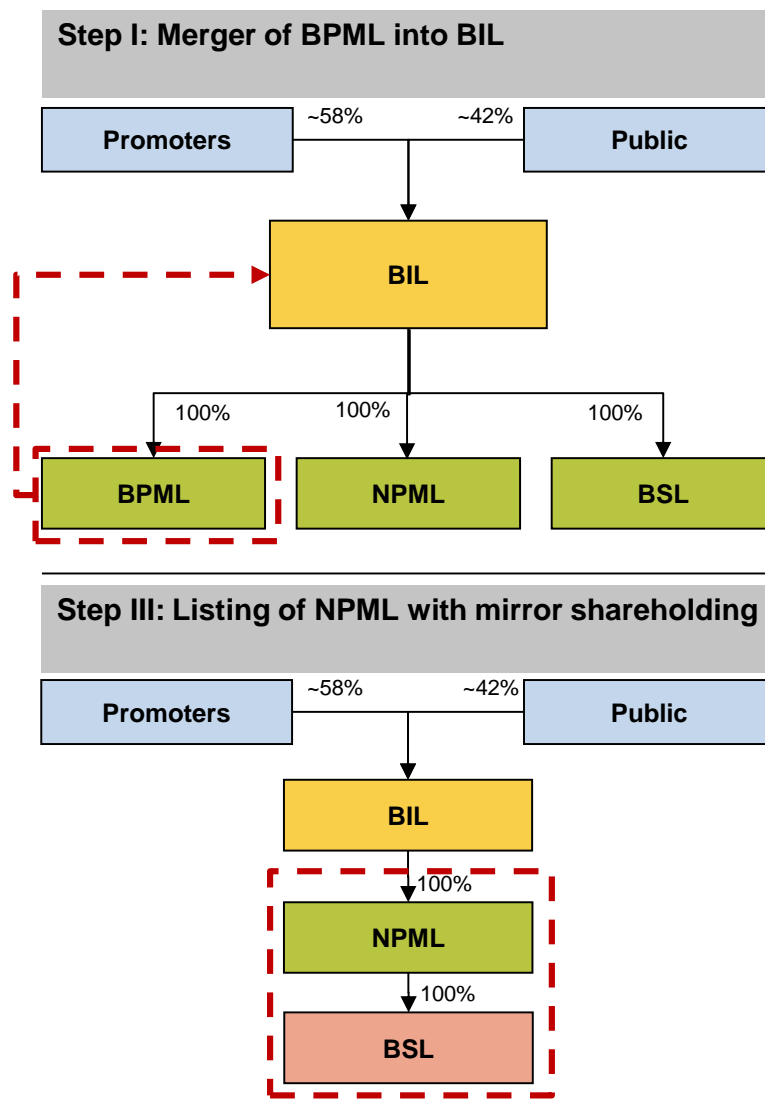 Step I: Merger of BPML into BIL
Promoters
~58%
~42%
Public
BIL
100%
100%
100%
BPML
NPML
BSL
Step III: Listing of NPML with mirror shareholding
Promoters
~58%
~42%
Public
BIL
100%
NPML
100%
BSL